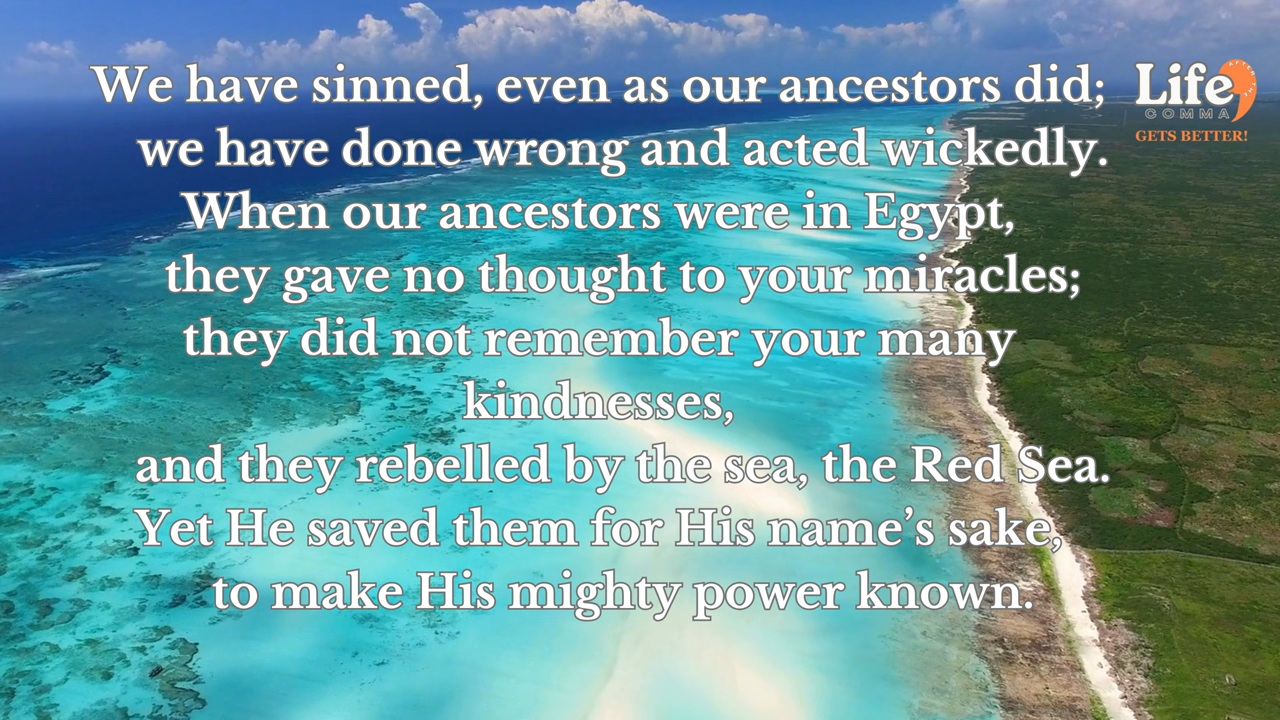 We have sinned, even as our ancestors did;
we have done wrong and acted wickedly.
When our ancestors were in Egypt,
they gave no thought to your miracles;
they did not remember your many
kindnesses,
and they rebelled by the sea, the Red Sea.
Yet He saved them for His name’s sake,
to make His mighty power known.
Life
AFTER THE
COMMA
GETS BETTER!